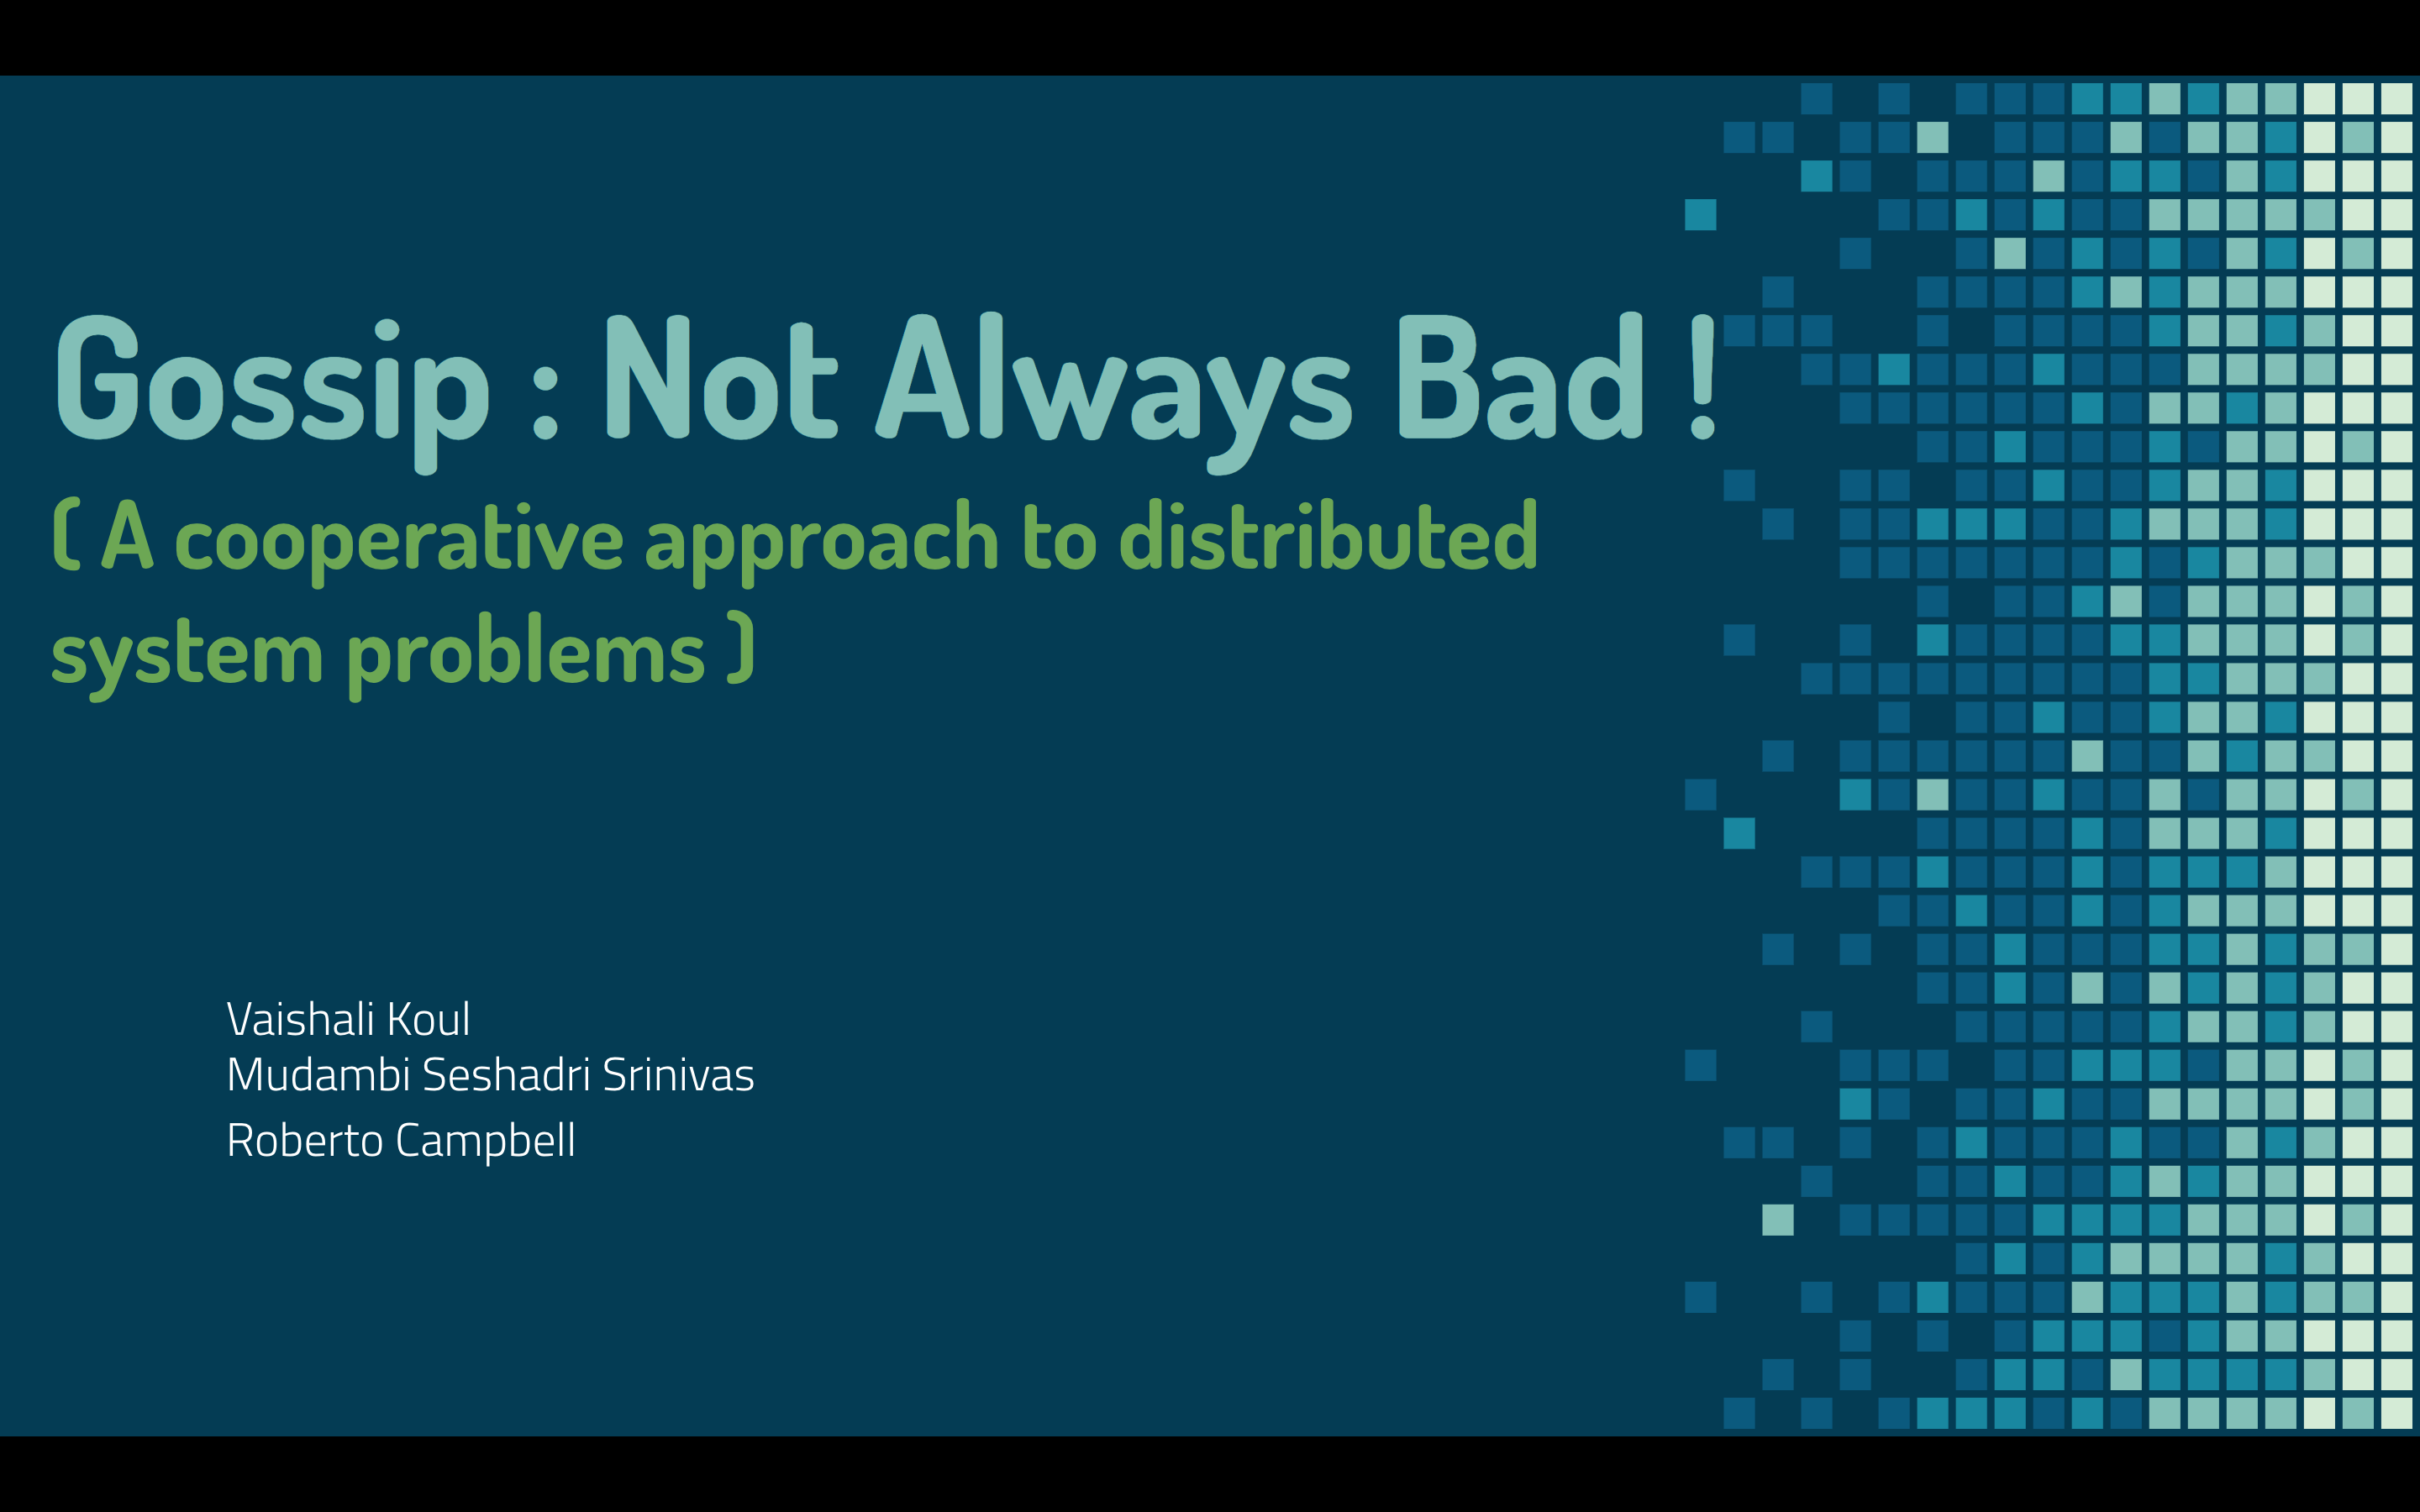 Gossip : Not Always Bad !
( A cooperative approach to distributed
system problems )
Vaishali Koul
Mudambi Seshadri Srinivas
Roberto Campbell